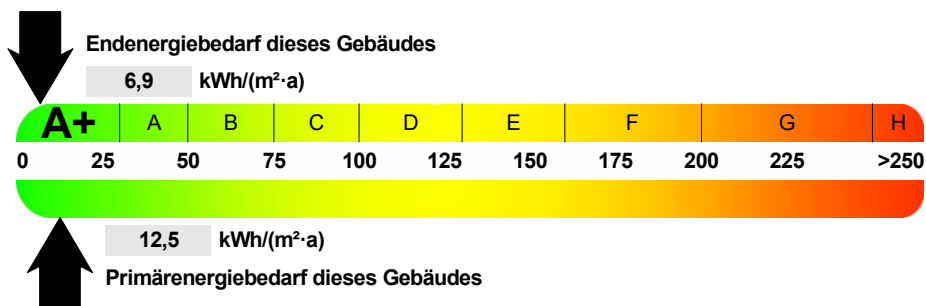 Endenergiebedarf dieses Gebäudes
6,9 kWh/(m²·a)
A+ A B C D E F G H
0 25 50 75 100 125 150 175 200 225 >250
12,5 kWh/(m²·a)
Primärenergiebedarf dieses Gebäudes